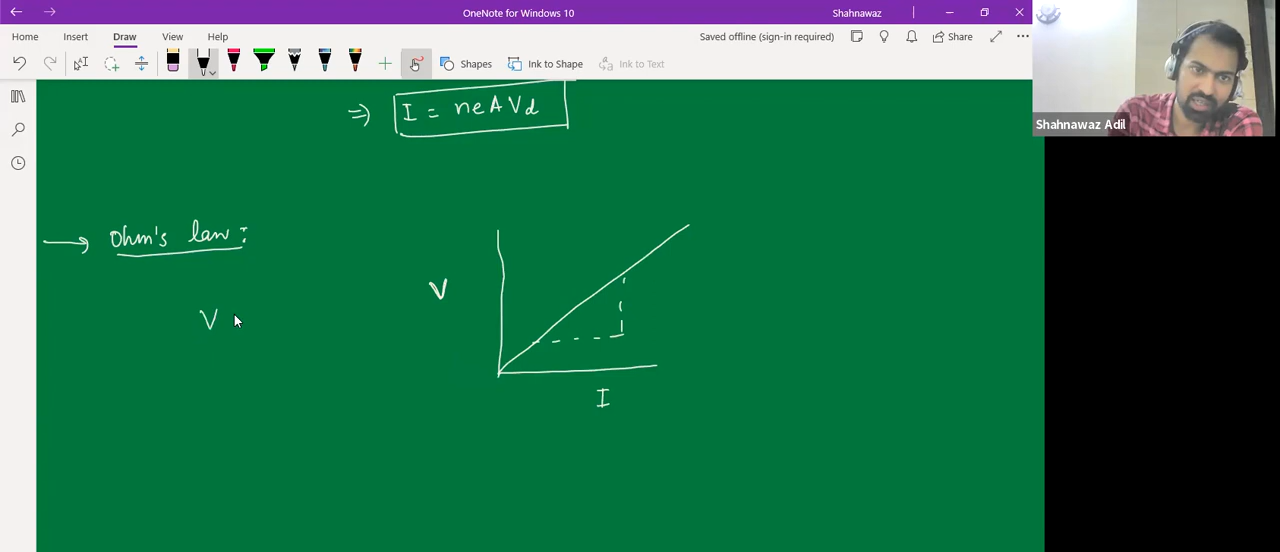 OneNote for Windows 10
Shahnawaz
Home Insert Draw View Help
Saved offline (sign in required)
Share
Shapes
Ink to Shape
Ink to Text
⇒ I = neAVd
→ Ohm's law :
V
V
I
Shahnawaz Adil